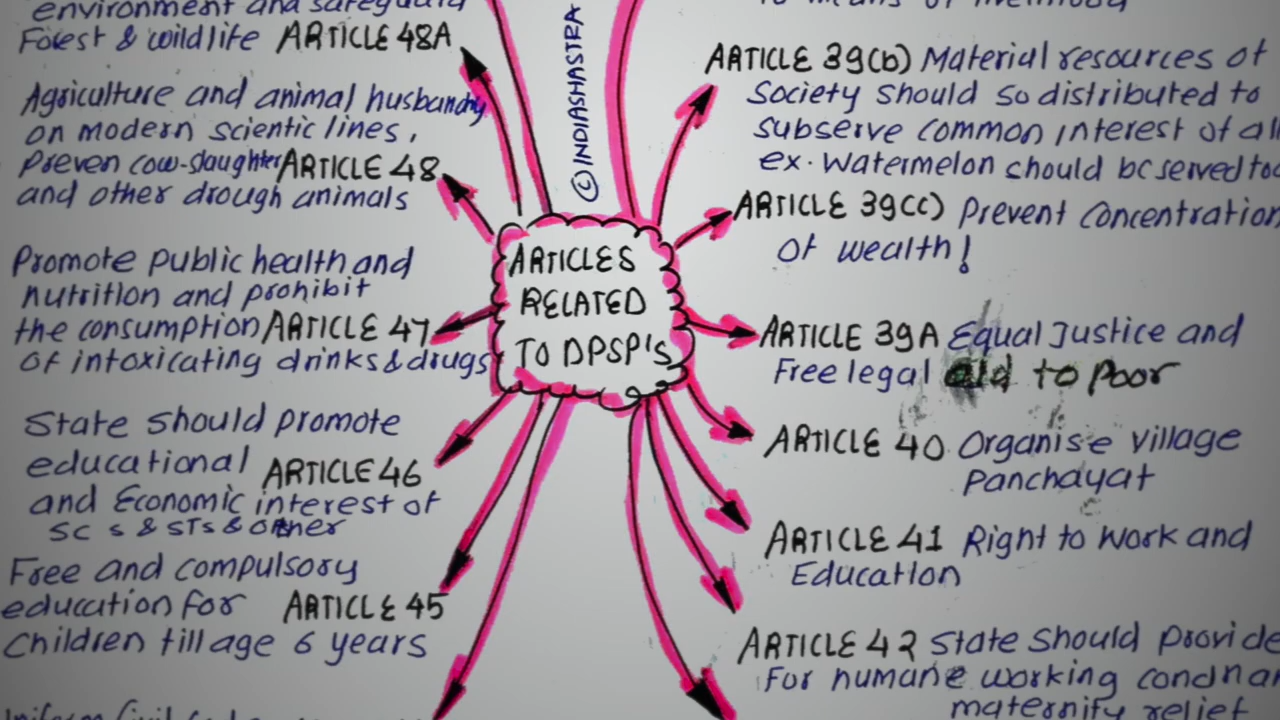 environment and safeguard
Forest & wildlife ARTICLE 48A
Agriculture and animal husbandry
on modern scientic lines,
Preven cow-slaughter ARTICLE 48
and other drough animals
Promote public health and
nutrition and prohibit
the consumption ARTICLE 47
of intoxicating drinks & drugs
State should promote
educational ARTICLE 46
and Economic interest of
SC s & STs & other
Free and compulsory
education for ARTICLE 45
Children till age 6 years
© INDIASHASTRA
ARTICLES
RELATED
TO DPSP'S
to means of livelihood
ARTICLE 39(b) Material resources of
Society should so distributed to
subserve common interest of all
ex. Watermelon should be served to
ARTICLE 39(c) Prevent Concentration
Of wealth!
ARTICLE 39A Equal Justice and
Free legal aid to Poor
ARTICLE 40 Organise village
Panchayat
ARTICLE 41 Right to Work and
Education
ARTICLE 42 State Should Provide
For humane working condn an
maternity relief